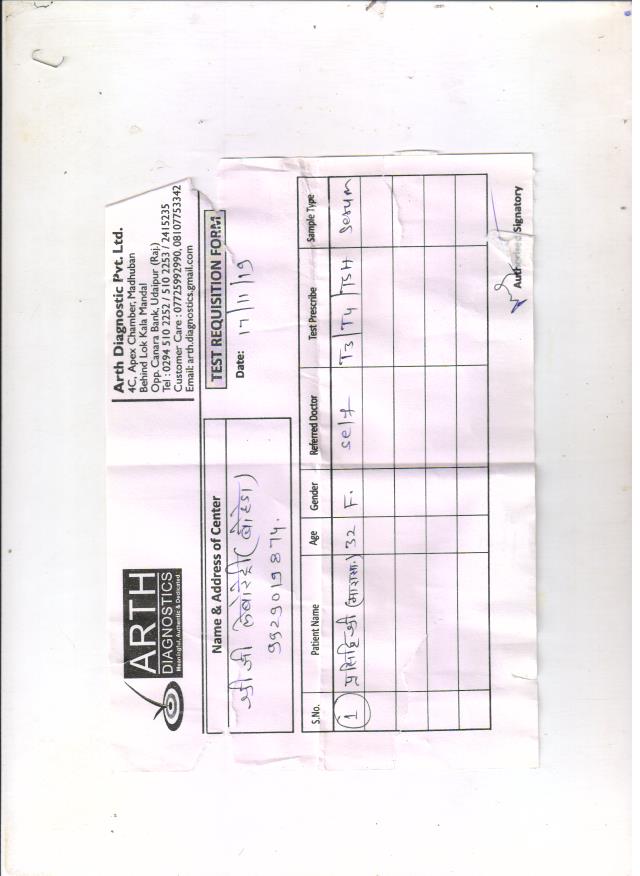 ARTH
DIAGNOSTICS
Meaningful, Authentic & Dedicated
Arth Diagnostic Pvt. Ltd.
4C, Apex Chamber, Madhuban
Behind Lok Kala Mandal
Opp. Canara Bank, Udaipur (Raj.)
Tel : 0294 510 2252 / 510 2253 / 2415235
Customer Care : 07725992990, 08107753342
Email: arth.diagnostics.gmail.com
Name & Address of Center
श्रीजी लेबोरेट्री (बोहेडा)
9929019874.
TEST REQUISITION FORM
Date: 17/11/19
S.No. Patient Name Age Gender Referred Doctor Test Prescribe Sample Type
1 32 F. self T3/T4/TSH Serum
Authorised Signatory